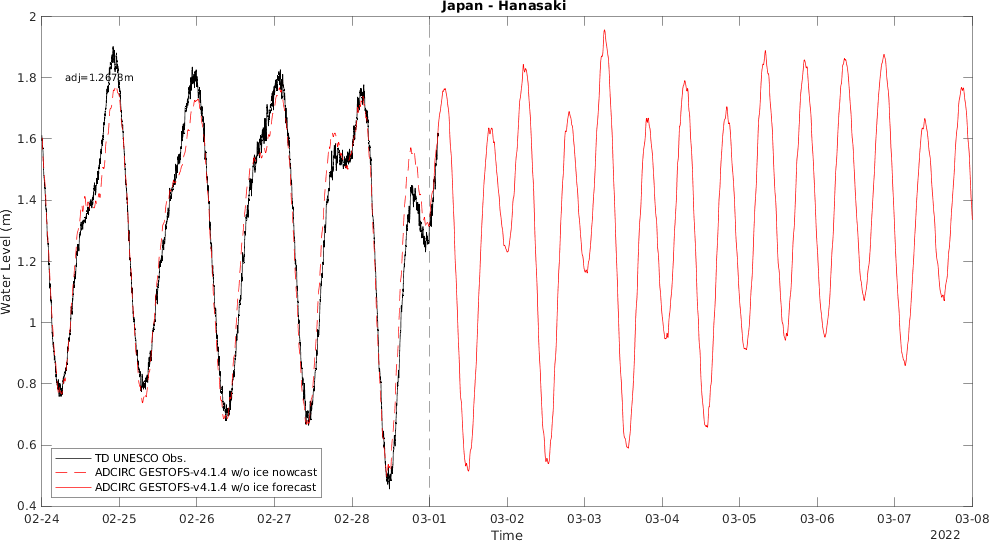 Japan - Hanasaki
2
1.8
1.6
1.4
1.2
1
0.8
0.6
0.4
Water Level (m)
adj=1.2673m
TD UNESCO Obs.
ADCIRC GESTOFS-v4.1.4 w/o ice nowcast
ADCIRC GESTOFS-v4.1.4 w/o ice forecast
02-24 02-25 02-26 02-27 02-28 03-01 03-02 03-03 03-04 03-05 03-06 03-07 03-08
Time
2022